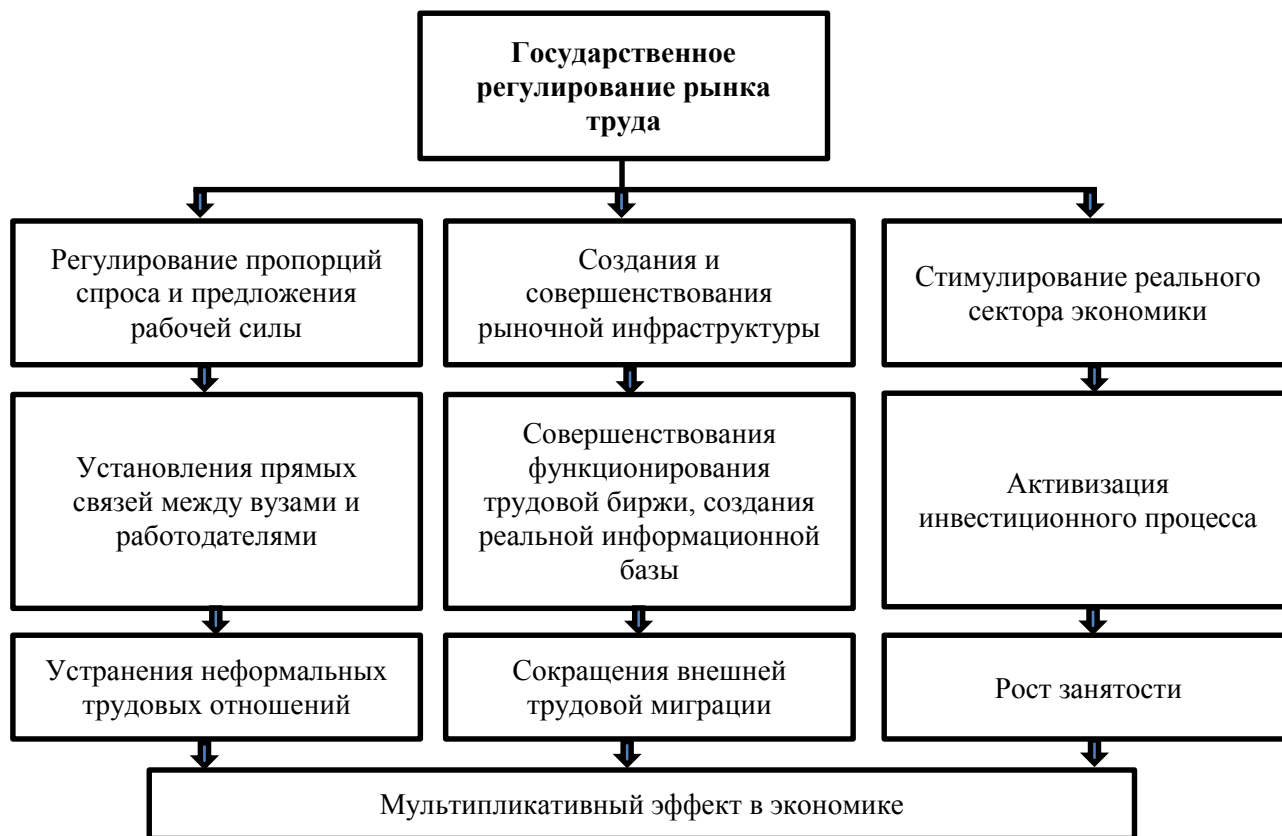 Государственное
регулирование рынка
труда
Регулирование пропорций
спроса и предложения
рабочей силы
Создания и
совершенствования
рыночной инфраструктуры
Стимулирование реального
сектора экономики
Установления прямых
связей между вузами и
работодателями
Совершенствования
функционирования
трудовой биржи, создания
реальной информационной
базы
Активизация
инвестиционного процесса
Устранения неформальных
трудовых отношений
Сокращения внешней
трудовой миграции
Рост занятости
Мультипликативный эффект в экономике